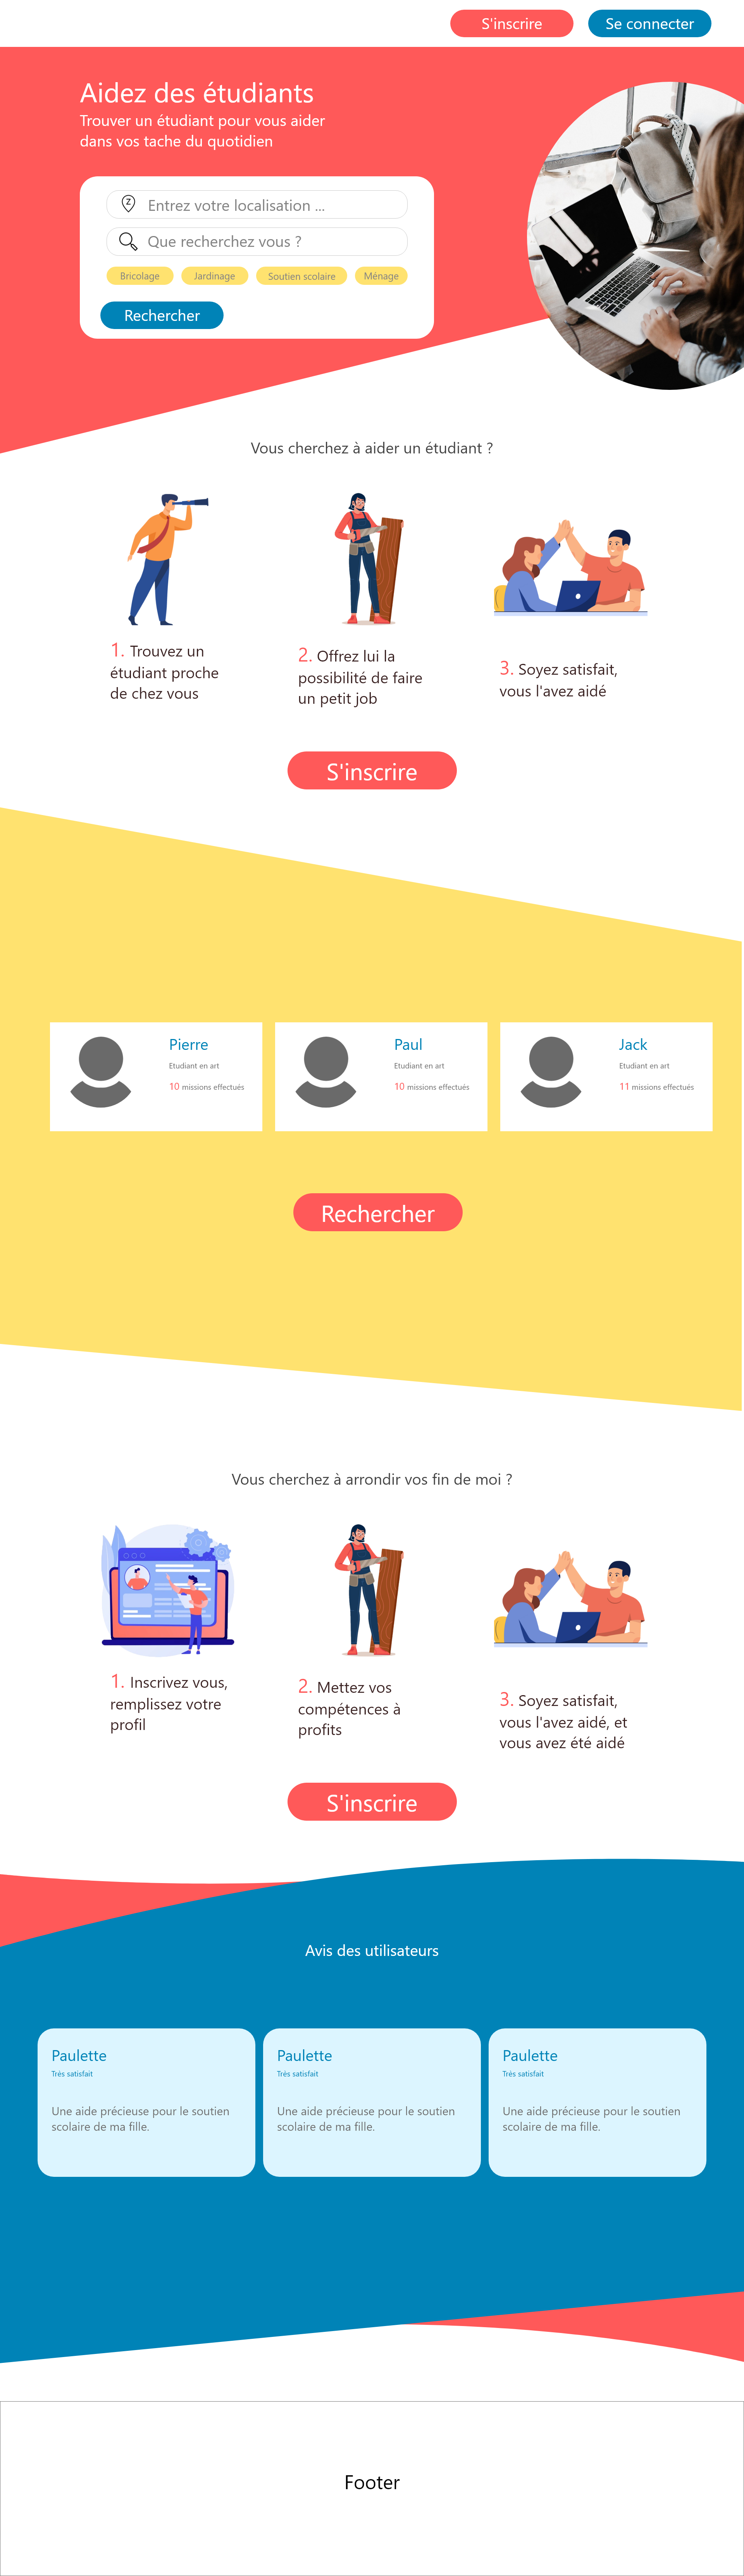 S'inscrire
Se connecter
Aidez des étudiants
Trouver un étudiant pour vous aider
dans vos tache du quotidien
Z
Entrez votre localisation ...
Que recherchez vous ?
Bricolage
Jardinage
Soutien scolaire
Ménage
Rechercher
Vous cherchez à aider un étudiant ?
1. Trouvez un
étudiant proche
de chez vous
2. Offrez lui la
possibilité de faire
un petit job
3. Soyez satisfait,
vous l'avez aidé
S'inscrire
Pierre
Etudiant en art
10 missions effectués
Paul
Etudiant en art
10 missions effectués
Jack
Etudiant en art
11 missions effectués
Rechercher
Vous cherchez à arrondir vos fin de moi ?
1. Inscrivez vous,
remplissez votre
profil
2. Mettez vos
compétences à
profits
3. Soyez satisfait,
vous l'avez aidé, et
vous avez été aidé
S'inscrire
Avis des utilisateurs
Paulette
Très satisfait
Une aide précieuse pour le soutien
scolaire de ma fille.
Paulette
Très satisfait
Une aide précieuse pour le soutien
scolaire de ma fille.
Paulette
Très satisfait
Une aide précieuse pour le soutien
scolaire de ma fille.
Footer